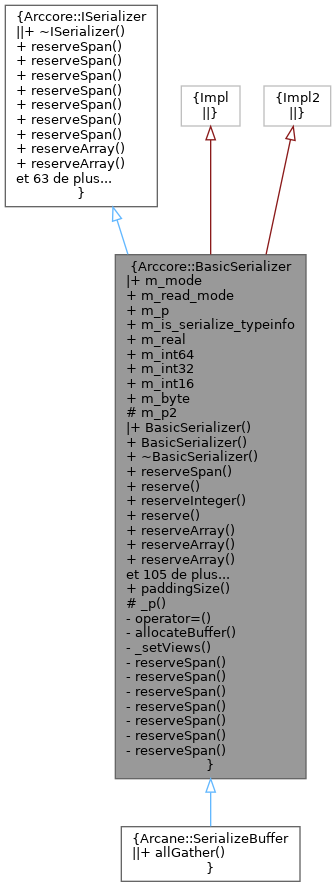 {Arccore::ISerializer
||+ ~ISerializer()
+ reserveSpan()
+ reserveSpan()
+ reserveSpan()
+ reserveSpan()
+ reserveSpan()
+ reserveSpan()
+ reserveSpan()
+ reserveArray()
+ reserveArray()
et 63 de plus...
}
{Impl
||}
{Impl2
||}
{Arccore::BasicSerializer
|+ m_mode
+ m_read_mode
+ m_p
+ m_is_serialize_typeinfo
+ m_real
+ m_int64
+ m_int32
+ m_int16
+ m_byte
# m_p2
|+ BasicSerializer()
+ BasicSerializer()
+ ~BasicSerializer()
+ reserveSpan()
+ reserve()
+ reserveInteger()
+ reserve()
+ reserveArray()
+ reserveArray()
+ reserveArray()
et 105 de plus...
+ paddingSize()
# _p()
- operator=()
- allocateBuffer()
- _setViews()
- reserveSpan()
- reserveSpan()
- reserveSpan()
- reserveSpan()
- reserveSpan()
- reserveSpan()
- reserveSpan()
}
{Arcane::SerializeBuffer
||+ allGather()
}